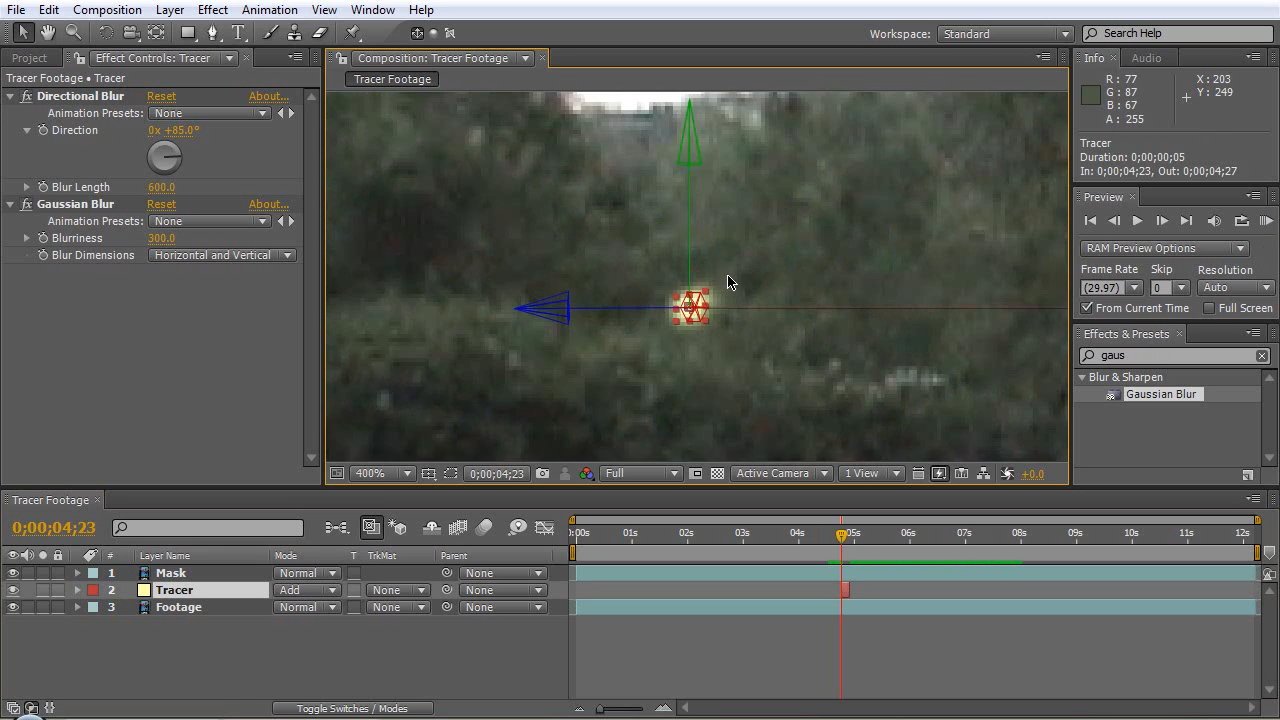 File Edit Composition Layer Effect Animation View Window Help
Workspace: Standard Search Help
Project Effect Controls: Tracer
Tracer Footage • Tracer
Directional Blur Reset About...
Animation Presets: None
Direction 0x +85.0°
Blur Length 600.0
Gaussian Blur Reset About...
Animation Presets: None
Blurriness 300.0
Blur Dimensions Horizontal and Vertical
Composition: Tracer Footage
Tracer Footage
400% 0;00;04;23 Full Active Camera 1 View +0.0
Info Audio
R: 77 X: 203
G: 87 Y: 249
B: 67
A: 255
Tracer
Duration: 0;00;00;05
In: 0;00;04;23, Out: 0;00;04;27
Preview
RAM Preview Options
Frame Rate Skip Resolution
(29.97) 0 Auto
From Current Time Full Screen
Effects & Presets
gaus
Blur & Sharpen
Gaussian Blur
Tracer Footage
0;00;04;23
:00s 01s 02s 03s 04s 05s 06s 07s 08s 09s 10s 11s 12s
# Layer Name Mode T TrkMat Parent
1 Mask Normal None
2 Tracer Add None None
3 Footage Normal None None
Toggle Switches / Modes